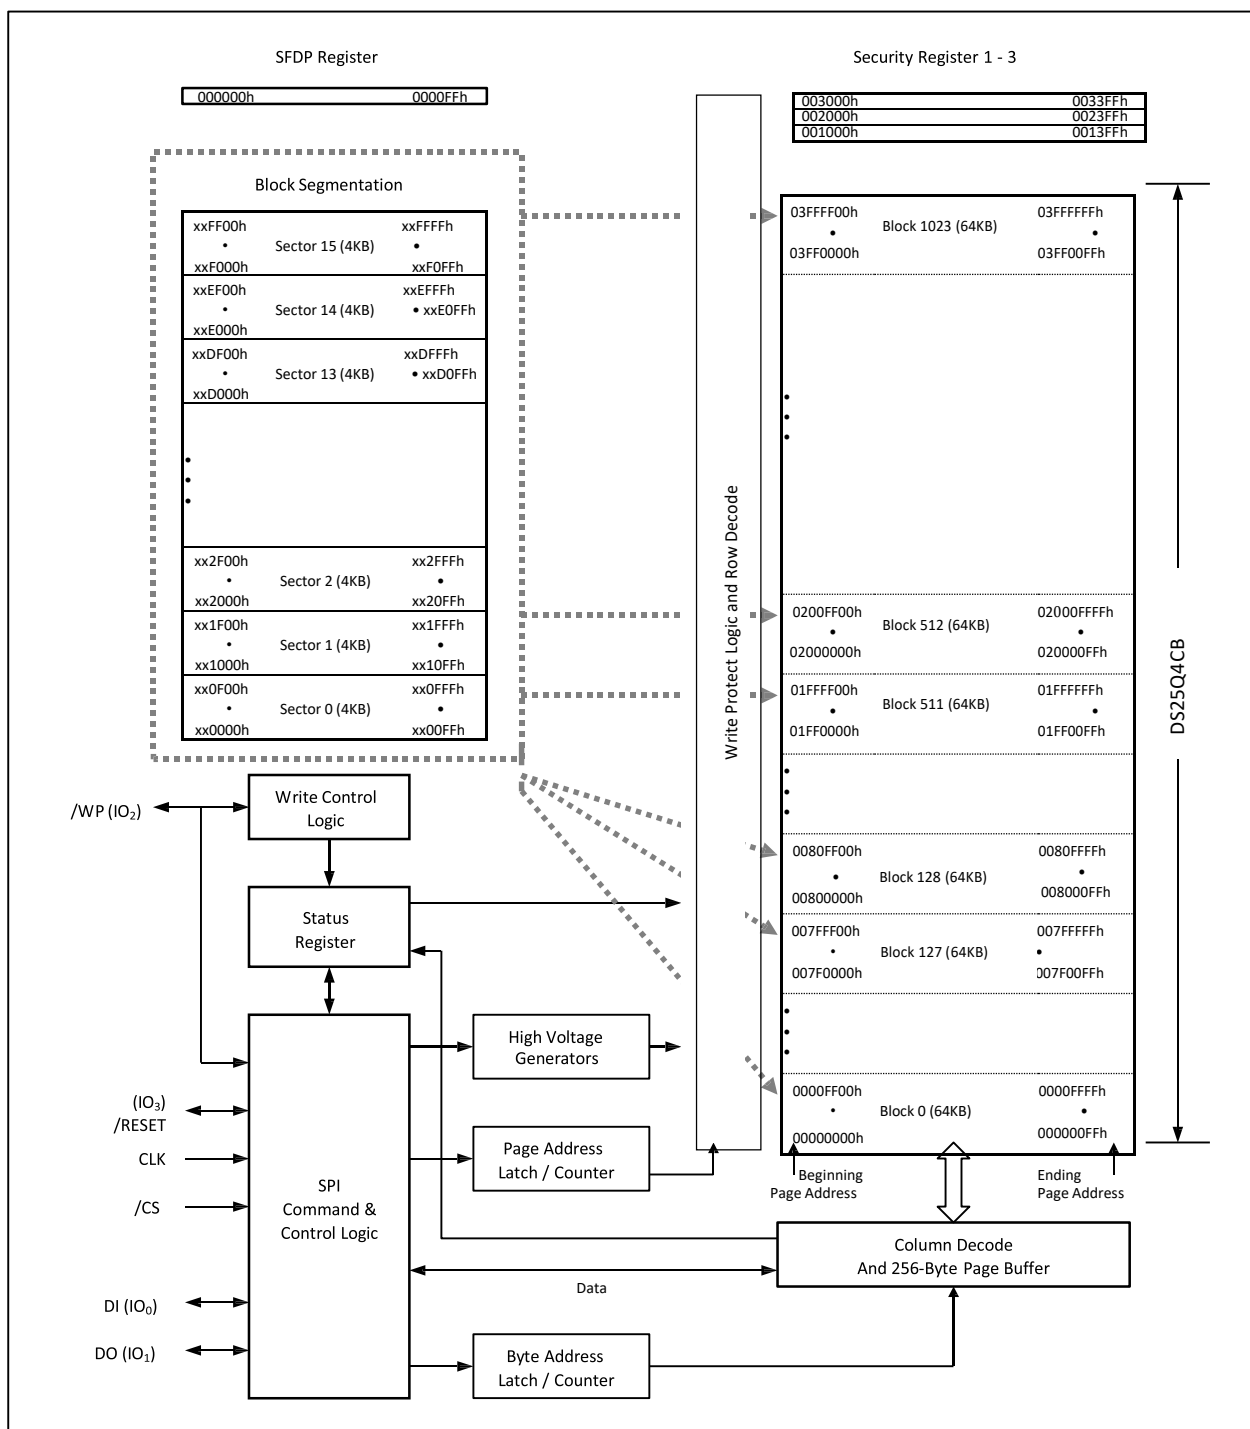 SFDP Register
000000h 0000FFh
Security Register 1 - 3
003000h 0033FFh
002000h 0023FFh
001000h 0013FFh
Block Segmentation
xxFF00h xxFFFFh
Sector 15 (4KB)
xxF000h xxF0FFh
xxEF00h xxEFFFh
Sector 14 (4KB) xxE0FFh
xxE000h
xxDF00h xxDFFFh
Sector 13 (4KB) xxD0FFh
xxD000h
xx2F00h xx2FFFh
Sector 2 (4KB)
xx2000h xx20FFh
xx1F00h xx1FFFh
Sector 1 (4KB)
xx1000h xx10FFh
xx0F00h xx0FFFh
Sector 0 (4KB)
xx0000h xx00FFh
Write Protect Logic and Row Decode
03FFFF00h 03FFFFFFh
Block 1023 (64KB)
03FF0000h 03FF00FFh
0200FF00h 02000FFFFh
Block 512 (64KB)
02000000h 020000FFh
01FFFF00h 01FFFFFFh
Block 511 (64KB)
01FF0000h 01FF00FFh
0080FF00h 0080FFFFh
Block 128 (64KB)
00800000h 008000FFh
007FFF00h 007FFFFFh
Block 127 (64KB)
007F0000h 007F00FFh
0000FF00h 0000FFFFh
Block 0 (64KB)
00000000h 000000FFh
Beginning
Page Address
Ending
Page Address
DS25Q4CB
/WP (IO2)
Write Control
Logic
Status
Register
High Voltage
Generators
(IO3)
/RESET
CLK
/CS
DI (IO0)
DO (IO1)
SPI
Command &
Control Logic
Page Address
Latch / Counter
Column Decode
And 256-Byte Page Buffer
Data
Byte Address
Latch / Counter